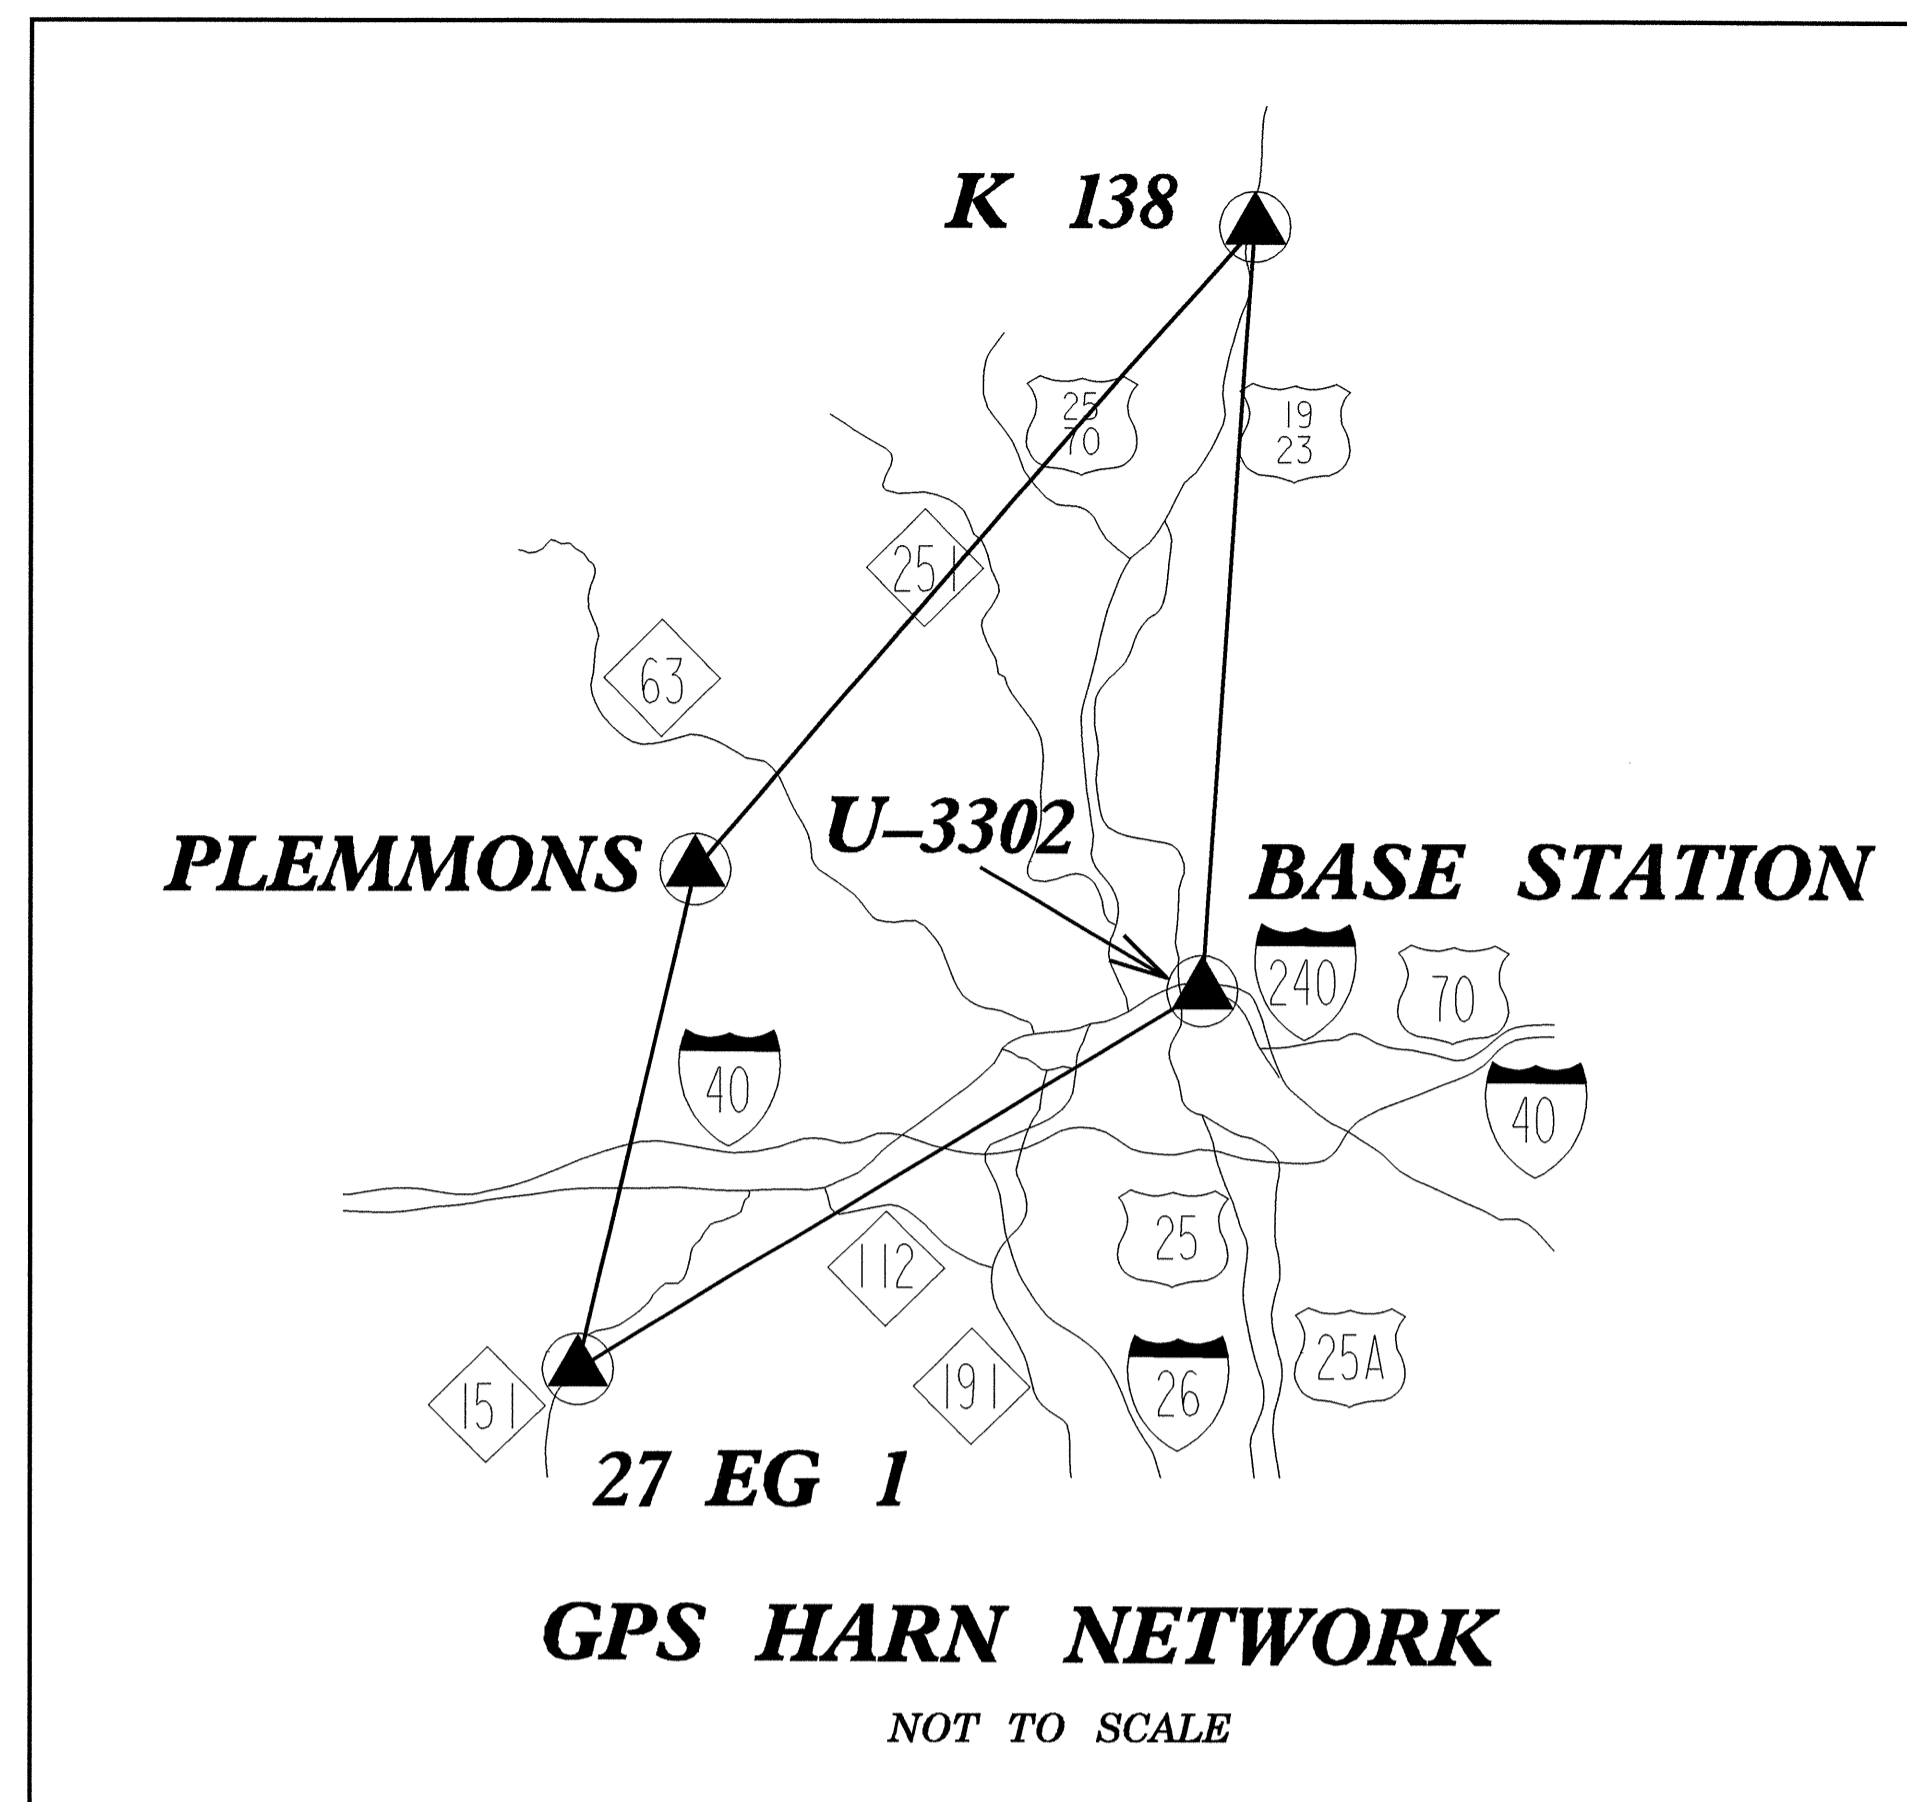 K 138
25
70
19
23
251
63
U-3302
PLEMMONS
BASE STATION
240
70
40
40
25
112
25A
191
26
151
27 EG 1
GPS HARN NETWORK
NOT TO SCALE